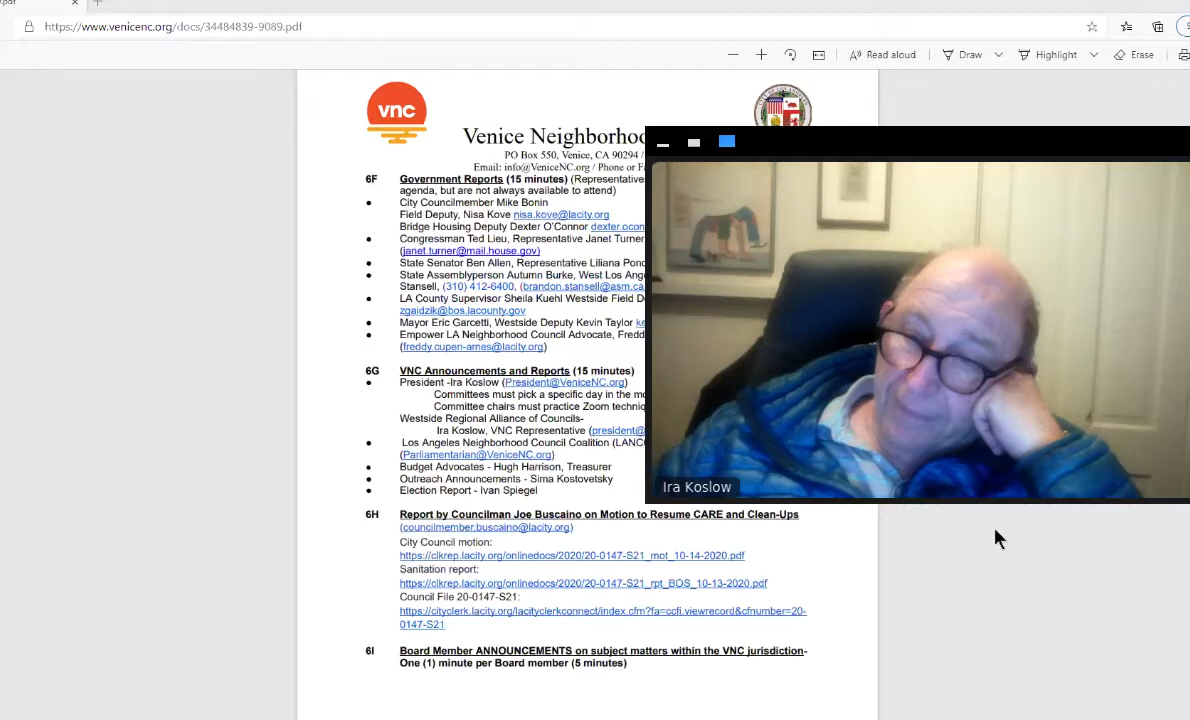 .pdf
https://www.venicenc.org/docs/34484839-9089.pdf
Read aloud
Draw
Highlight
Erase
vnc
Venice Neighborhoo
PO Box 550, Venice, CA 90294 /
Email: info@VeniceNC.org / Phone or F
6F Government Reports (15 minutes) (Representative
agenda, but are not always available to attend)
● City Councilmember Mike Bonin
Field Deputy, Nisa Kove nisa.kove@lacity.org
Bridge Housing Deputy Dexter O'Connor dexter.ocon
● Congressman Ted Lieu, Representative Janet Turner
(janet.turner@mail.house.gov)
● State Senator Ben Allen, Representative Liliana Pond
● State Assemblyperson Autumn Burke, West Los Ange
Stansell, (310) 412-6400, (brandon.stansell@asm.ca
● LA County Supervisor Sheila Kuehl Westside Field D
zgaidzik@bos.lacounty.gov
● Mayor Eric Garcetti, Westside Deputy Kevin Taylor ke
● Empower LA Neighborhood Council Advocate, Fredd
(freddy.cupen-ames@lacity.org)
6G VNC Announcements and Reports (15 minutes)
● President -Ira Koslow (President@VeniceNC.org)
Committees must pick a specific day in the mo
Committee chairs must practice Zoom techniq
Westside Regional Alliance of Councils-
Ira Koslow, VNC Representative (president@
● Los Angeles Neighborhood Council Coalition (LANC
(Parliamentarian@VeniceNC.org)
● Budget Advocates - Hugh Harrison, Treasurer
● Outreach Announcements - Sima Kostovetsky
● Election Report - Ivan Spiegel
6H Report by Councilman Joe Buscaino on Motion to Resume CARE and Clean-Ups
(councilmember.buscaino@lacity.org)
City Council motion:
https://clkrep.lacity.org/onlinedocs/2020/20-0147-S21_mot_10-14-2020.pdf
Sanitation report:
https://clkrep.lacity.org/onlinedocs/2020/20-0147-S21_rpt_BOS_10-13-2020.pdf
Council File 20-0147-S21:
https://cityclerk.lacity.org/lacityclerkconnect/index.cfm?fa=ccfi.viewrecord&cfnumber=20-
0147-S21
6I Board Member ANNOUNCEMENTS on subject matters within the VNC jurisdiction-
One (1) minute per Board member (5 minutes)
Ira Koslow